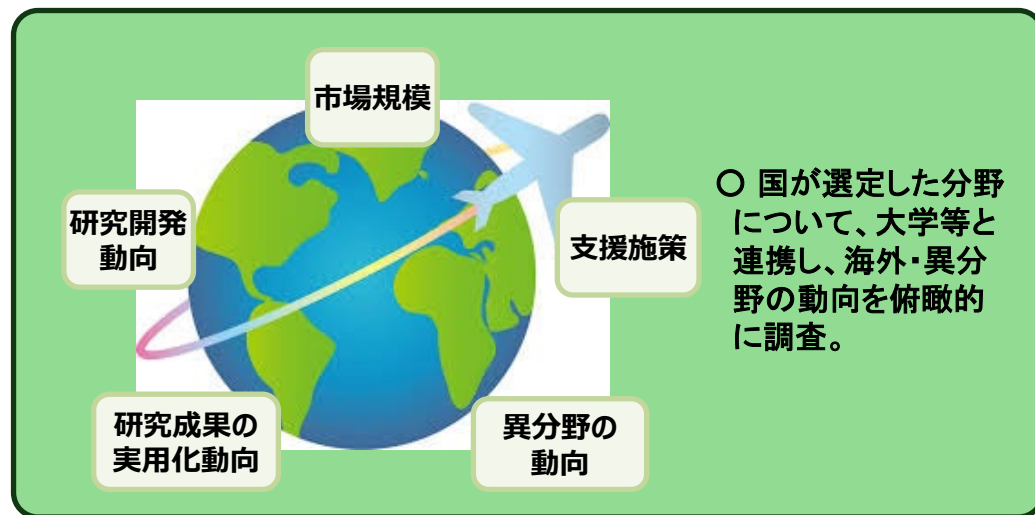 市場規模
研究開発
動向
支援施策
研究成果の
実用化動向
異分野の
動向
○ 国が選定した分野
について、大学等と
連携し、海外・異分
野の動向を俯瞰的
に調査。